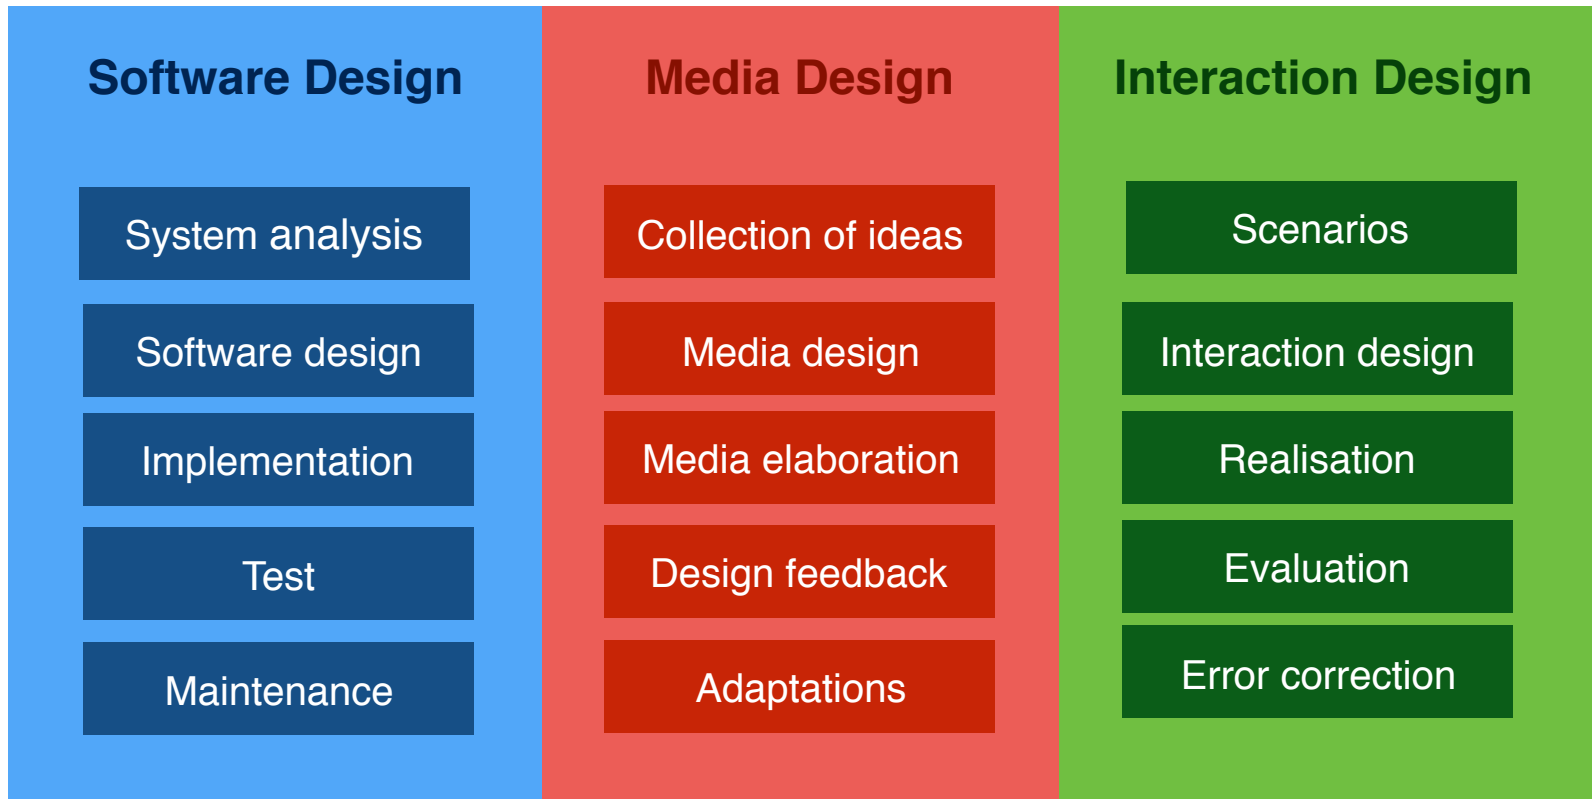 Software Design
System analysis
Software design
Implementation
Test
Maintenance
Media Design
Collection of ideas
Media design
Media elaboration
Design feedback
Adaptations
Interaction Design
Scenarios
Interaction design
Realisation
Evaluation
Error correction